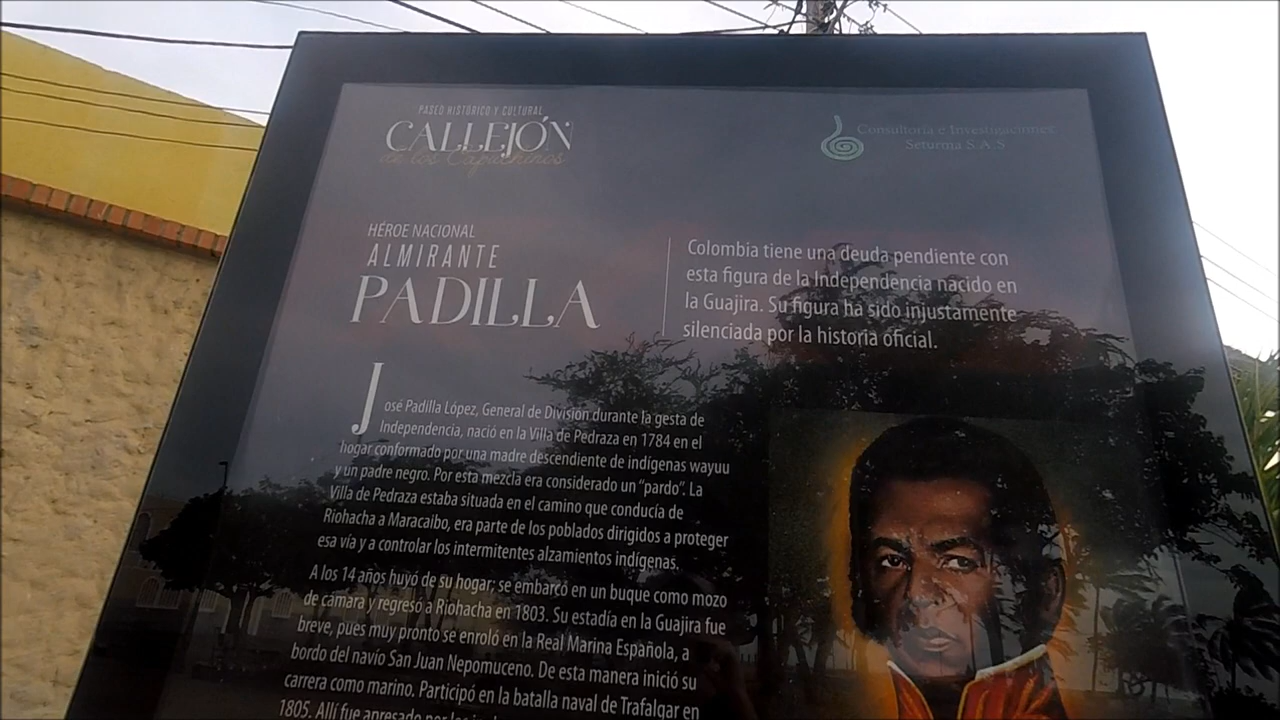 PASEO HISTÓRICO Y CULTURAL
CALLEJÓN
de los Capuchinos
Consultoría e Investigaciones
Seturma S.A.S
HÉROE NACIONAL
ALMIRANTE
PADILLA
Colombia tiene una deuda pendiente con
esta figura de la Independencia nacido en
la Guajira. Su figura ha sido injustamente
silenciada por la historia oficial.
José Padilla López, General de División durante la gesta de
Independencia, nació en la Villa de Pedraza en 1784 en el
hogar conformado por una madre descendiente de indígenas wayuu
y un padre negro. Por esta mezcla era considerado un "pardo". La
Villa de Pedraza estaba situada en el camino que conducía de
Riohacha a Maracaibo, era parte de los poblados dirigidos a proteger
esa vía y a controlar los intermitentes alzamientos indígenas.
A los 14 años huyó de su hogar; se embarcó en un buque como mozo
de cámara y regresó a Riohacha en 1803. Su estadía en la Guajira fue
breve, pues muy pronto se enroló en la Real Marina Española, a
bordo del navío San Juan Nepomuceno. De esta manera inició su
carrera como marino. Participó en la batalla naval de Trafalgar en
1805. Allí fue apresado por los